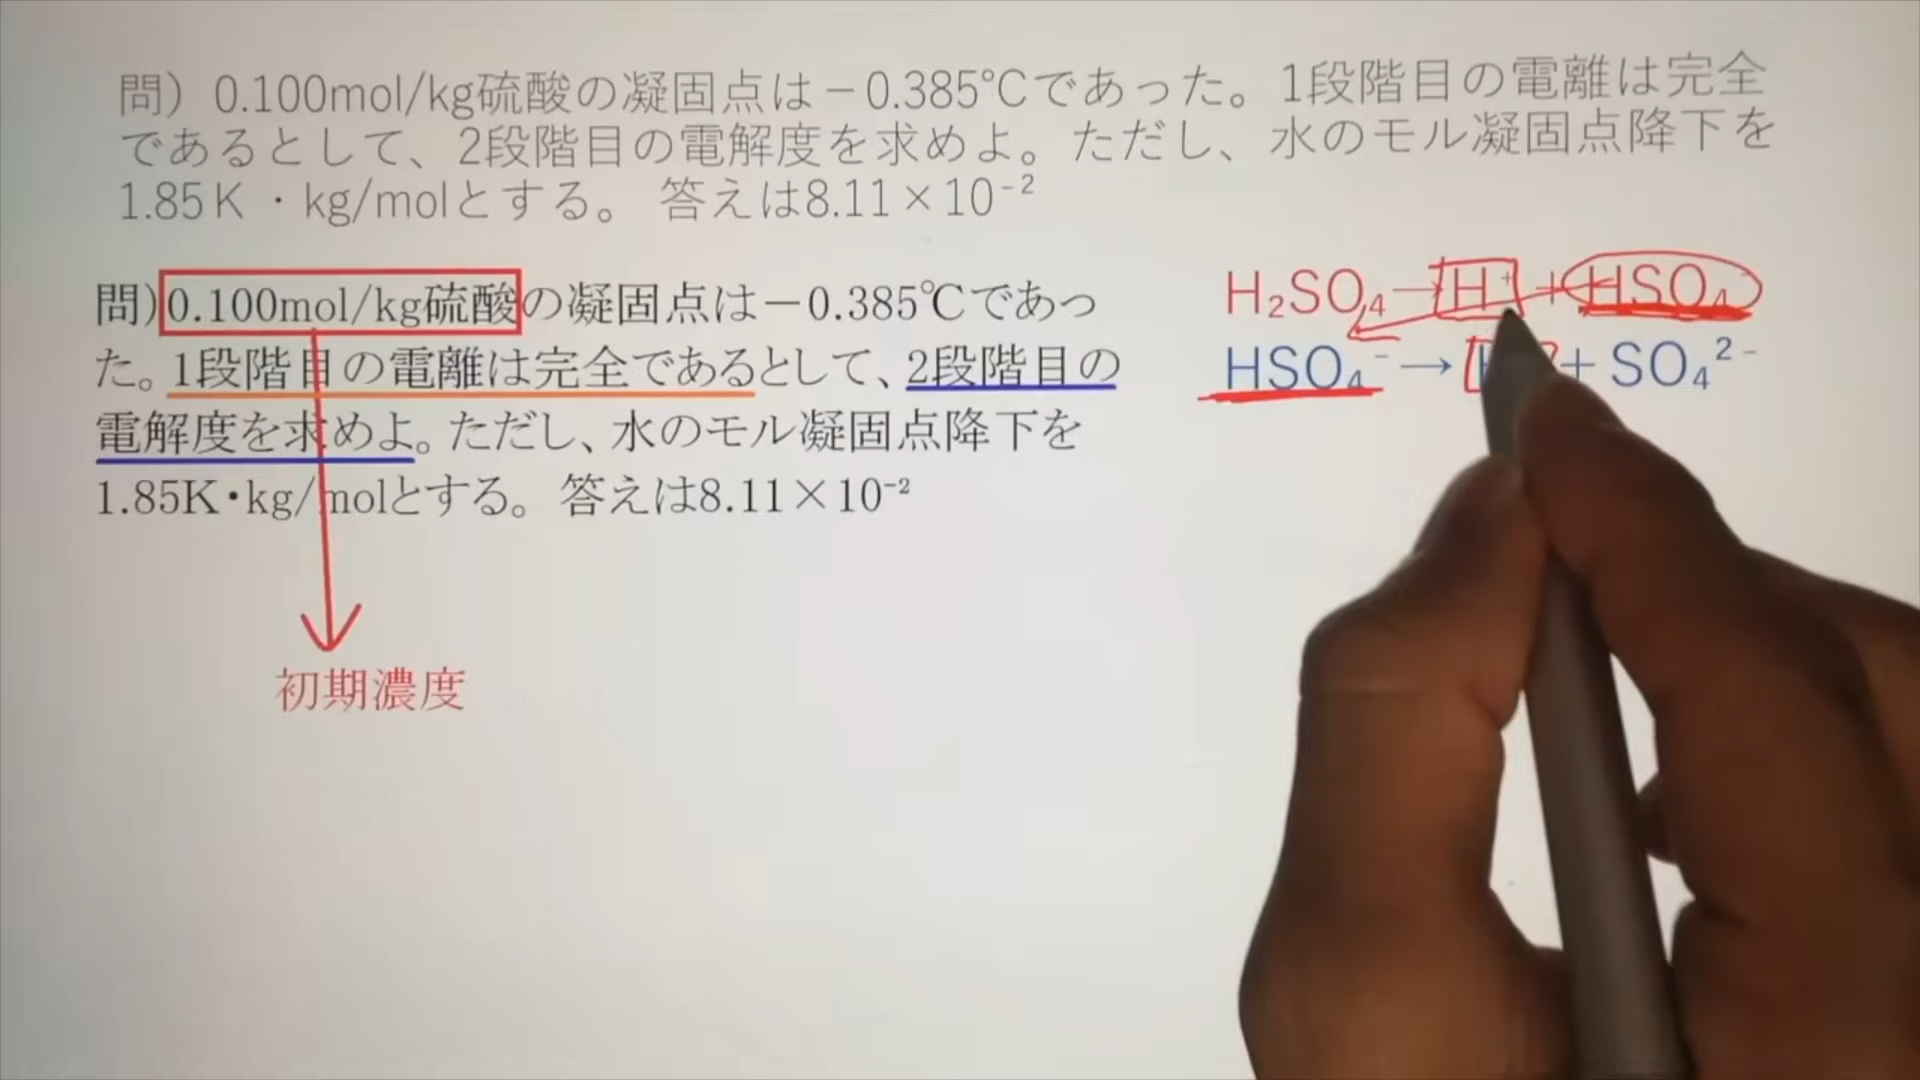 問）0.100mol/kg硫酸の凝固点は－0.385℃であった。1段階目の電離は完全
であるとして、2段階目の電解度を求めよ。ただし、水のモル凝固点降下を
1.85K・kg/molとする。 答えは8.11×10⁻²
問)0.100mol/kg硫酸の凝固点は－0.385℃であっ
た。1段階目の電離は完全であるとして、2段階目の
電解度を求めよ。ただし、水のモル凝固点降下を
1.85K・kg/molとする。答えは8.11×10⁻²
初期濃度
H₂SO₄→H⁺+HSO₄⁻
HSO₄⁻→ + SO₄²⁻